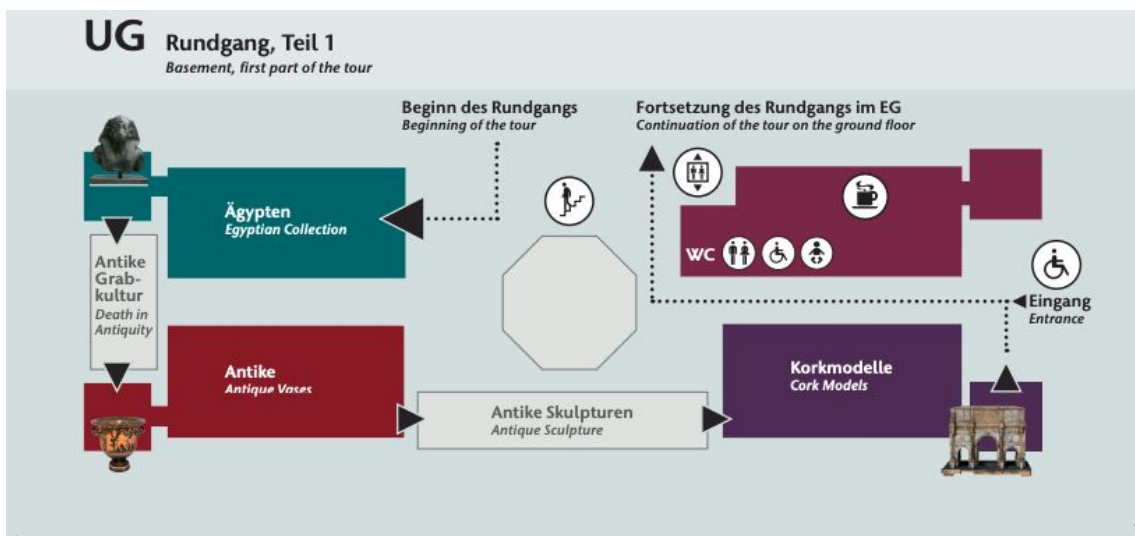 UG Rundgang, Teil 1
Basement, first part of the tour
Beginn des Rundgangs
Beginning of the tour
Fortsetzung des Rundgangs im EG
Continuation of the tour on the ground floor
Ägypten
Egyptian Collection
WC
Antike
Grab-
kultur
Death in
Antiquity
Eingang
Entrance
Antike
Antique Vases
Antike Skulpturen
Antique Sculpture
Korkmodelle
Cork Models